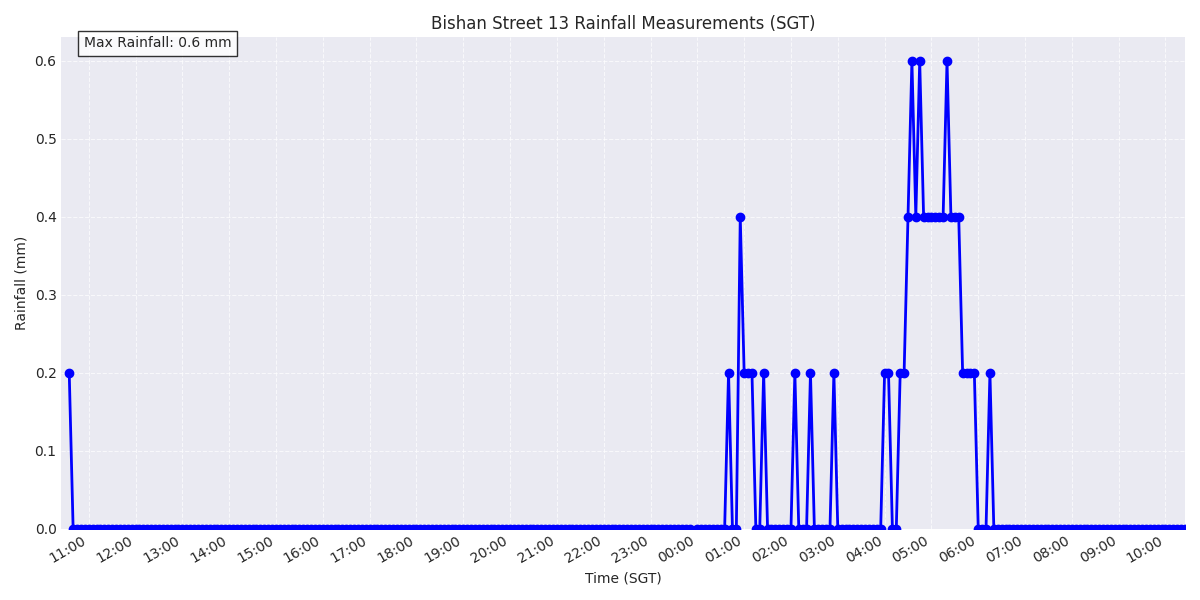 Bishan Street 13 Rainfall Measurements (SGT)
Max Rainfall: 0.6 mm
0.6
0.5
0.4
0.3
0.2
0.1
0.0
Rainfall (mm)
11:00 12:00 13:00 14:00 15:00 16:00 17:00 18:00 19:00 20:00 21:00 22:00 23:00 00:00 01:00 02:00 03:00 04:00 05:00 06:00 07:00 08:00 09:00 10:00
Time (SGT)